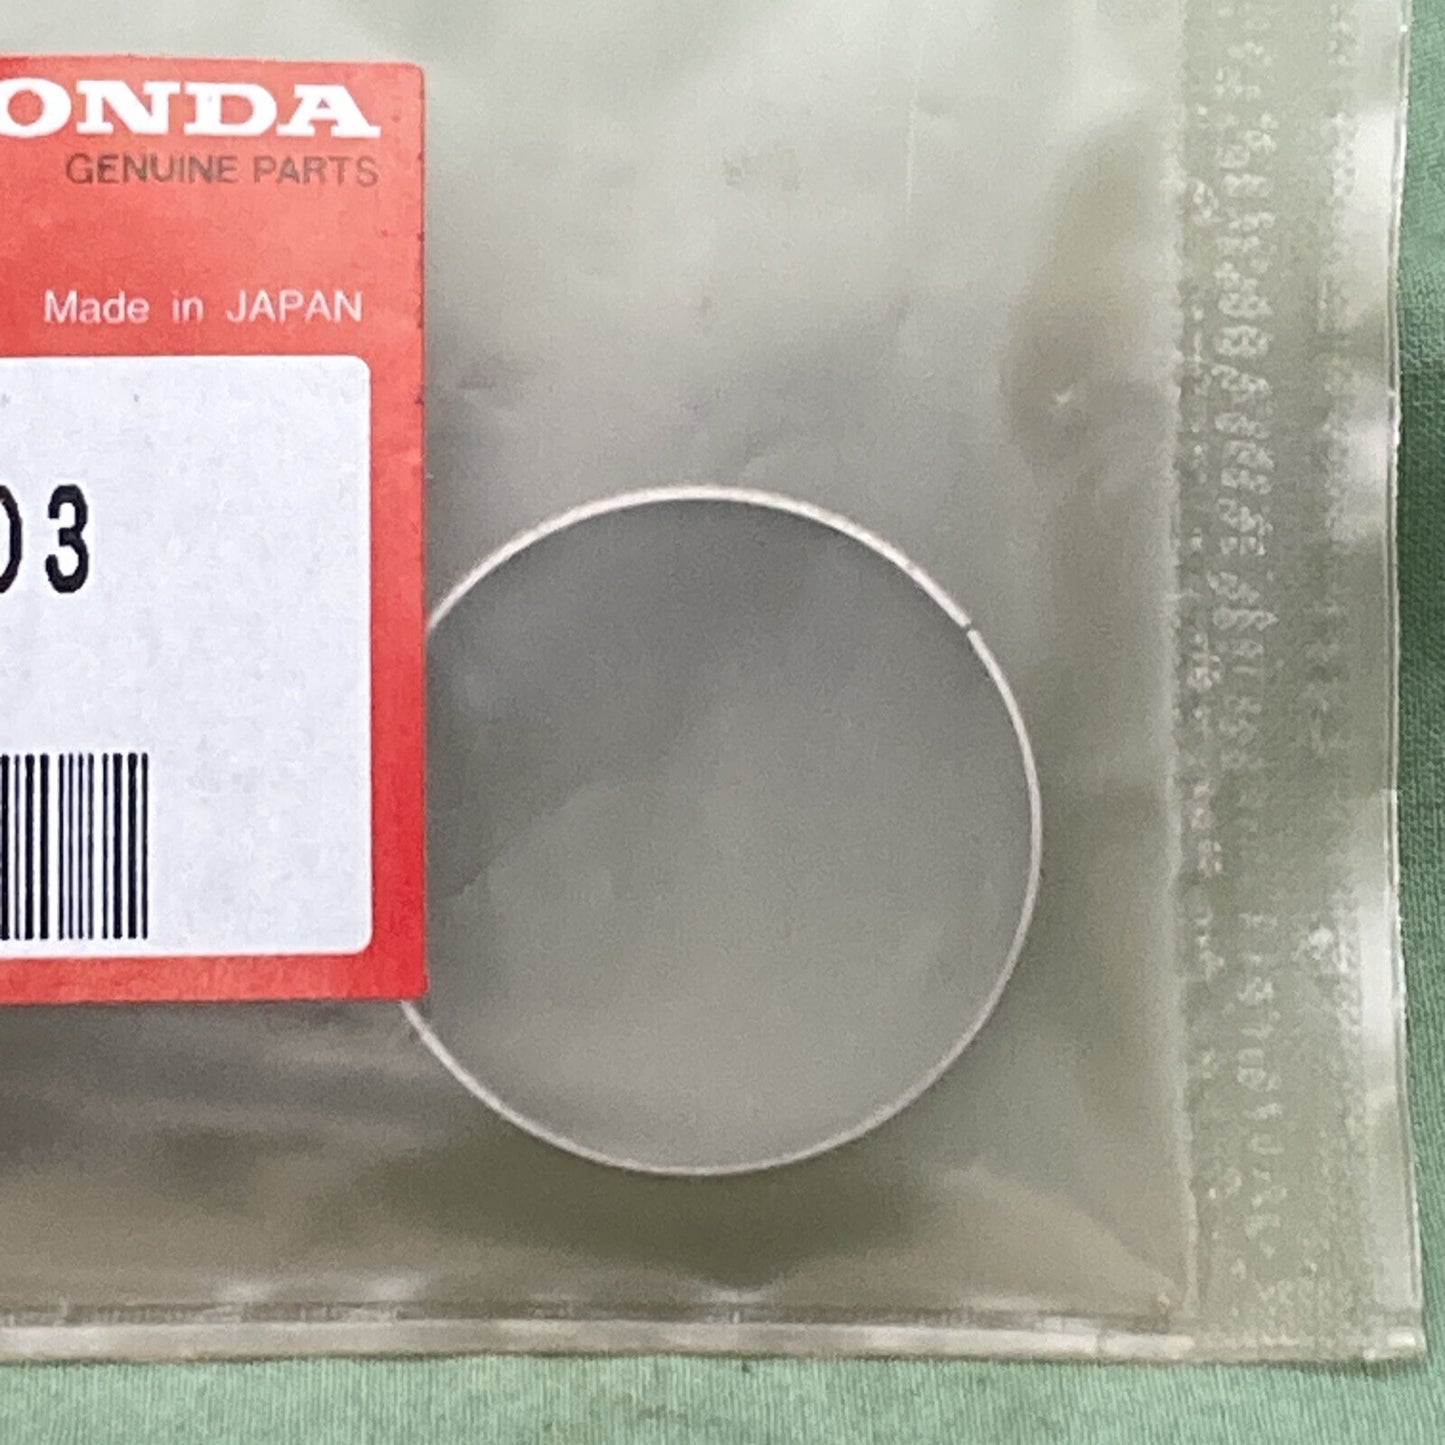 ONDA
GENUINE PARTS
Made in JAPAN
03